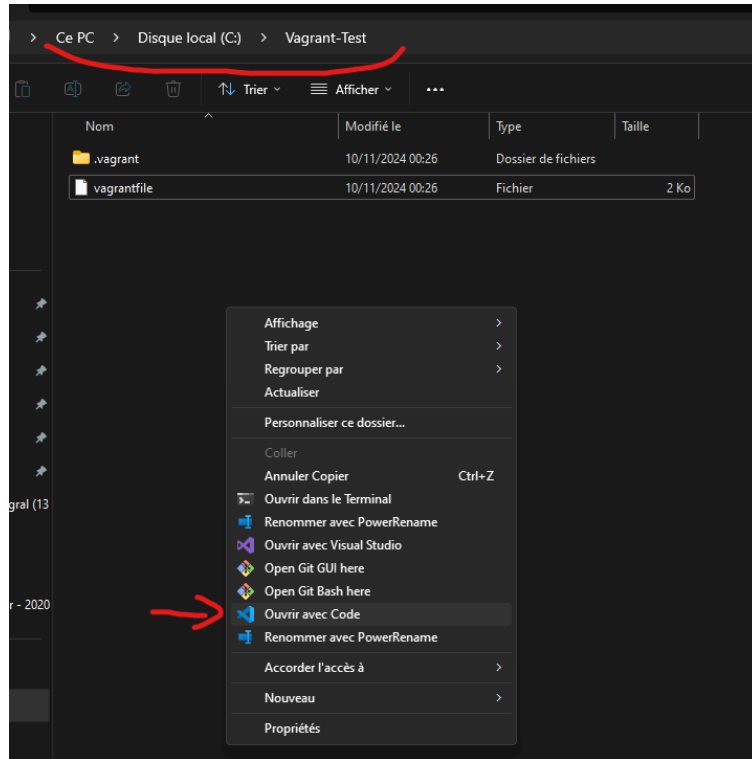 > Ce PC > Disque local (C:) > Vagrant-Test
Trier Afficher ...
Nom Modifié le Type Taille
.vagrant 10/11/2024 00:26 Dossier de fichiers
vagrantfile 10/11/2024 00:26 Fichier 2 Ko
Affichage >
Trier par >
Regrouper par >
Actualiser
Personnaliser ce dossier...
Coller
Annuler Copier Ctrl+Z
gral (13
Ouvrir dans le Terminal
Renommer avec PowerRename
Ouvrir avec Visual Studio
Open Git GUI here
Open Git Bash here
r - 2020
Ouvrir avec Code
Renommer avec PowerRename
Accorder l'accès à >
Nouveau >
Propriétés